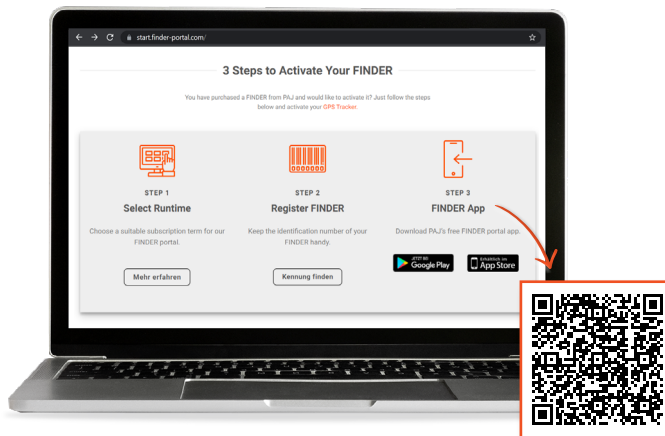 start.finder-portal.com/
3 Steps to Activate Your FINDER
You have purchased a FINDER from PAJ and would like to activate it? Just follow the steps
below and activate your GPS Tracker.
STEP 1
Select Runtime
Choose a suitable subscription term for our
FINDER portal.
Mehr erfahren
STEP 2
Register FINDER
Keep the identification number of your
FINDER handy.
Kennung finden
STEP 3
FINDER App
Download PAJ's free FINDER portal app.
JETZT BEI
Google Play
Erhältlich im
App Store